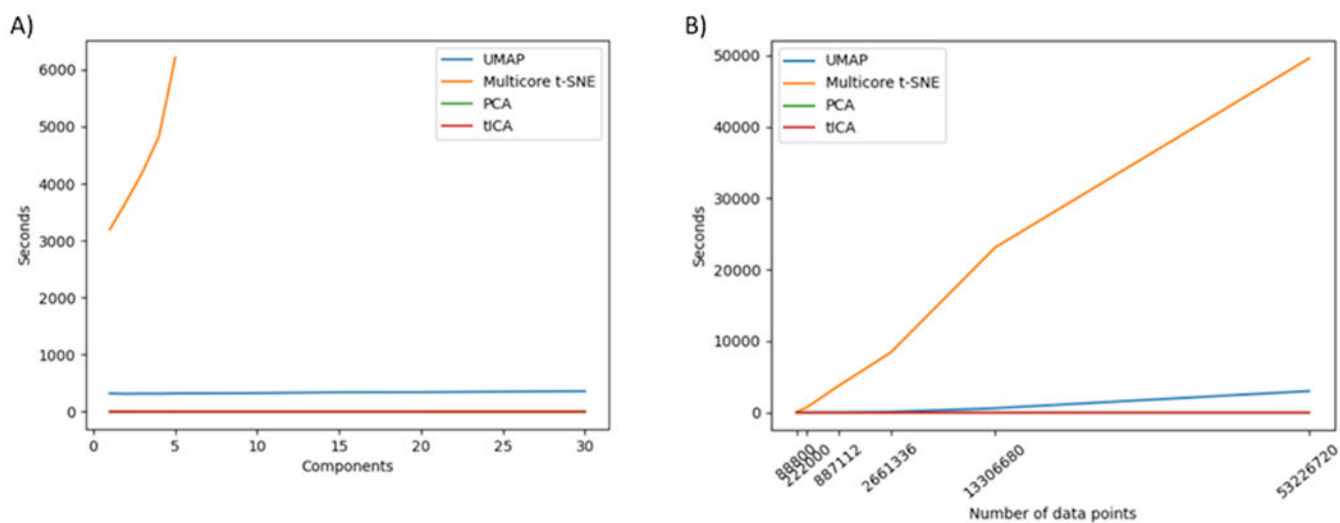 A)
6000
5000
4000
3000
2000
1000
0
Seconds
0 5 10 15 20 25 30
Components
UMAP
Multicore t-SNE
PCA
tICA
B)
50000
40000
30000
20000
10000
0
Seconds
88800
222000
887112
2661336
13306680
53226720
Number of data points
UMAP
Multicore t-SNE
PCA
tICA